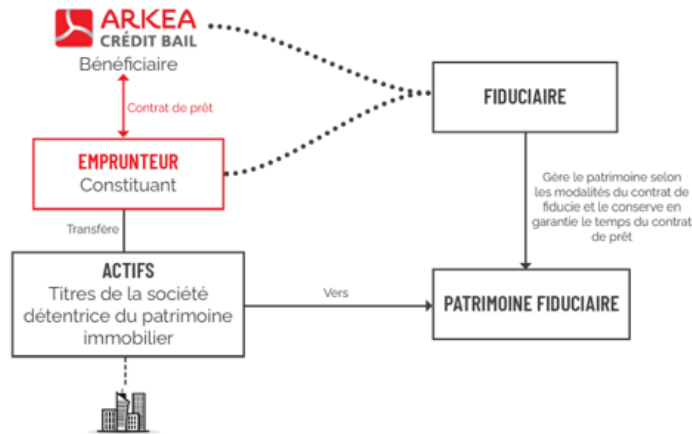 ARKEA
CRÉDIT BAIL
Bénéficiaire
Contrat de prêt
EMPRUNTEUR
Constituant
Transfère
ACTIFS
Titres de la société
détentrice du patrimoine
immobilier
Vers
FIDUCIAIRE
Gère le patrimoine selon
les modalités du contrat de
fiducie et le conserve en
garantie le temps du contrat
de prêt
PATRIMOINE FIDUCIAIRE